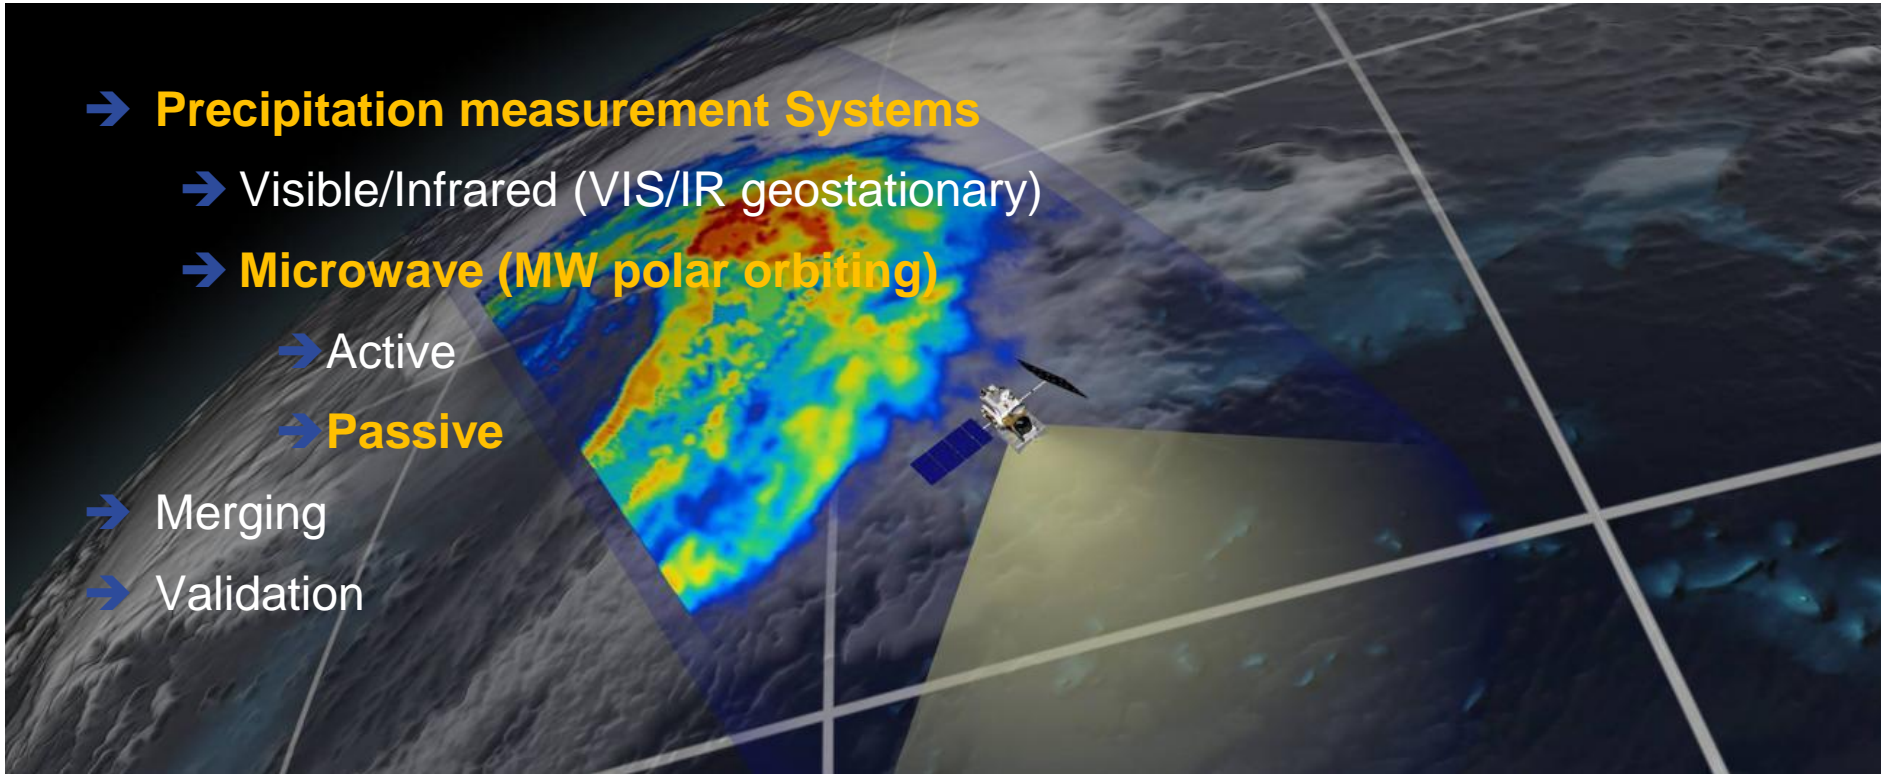 Precipitation measurement Systems
Visible/Infrared (VIS/IR geostationary)
Microwave (MW polar orbiting)
Active
Passive
Merging
Validation